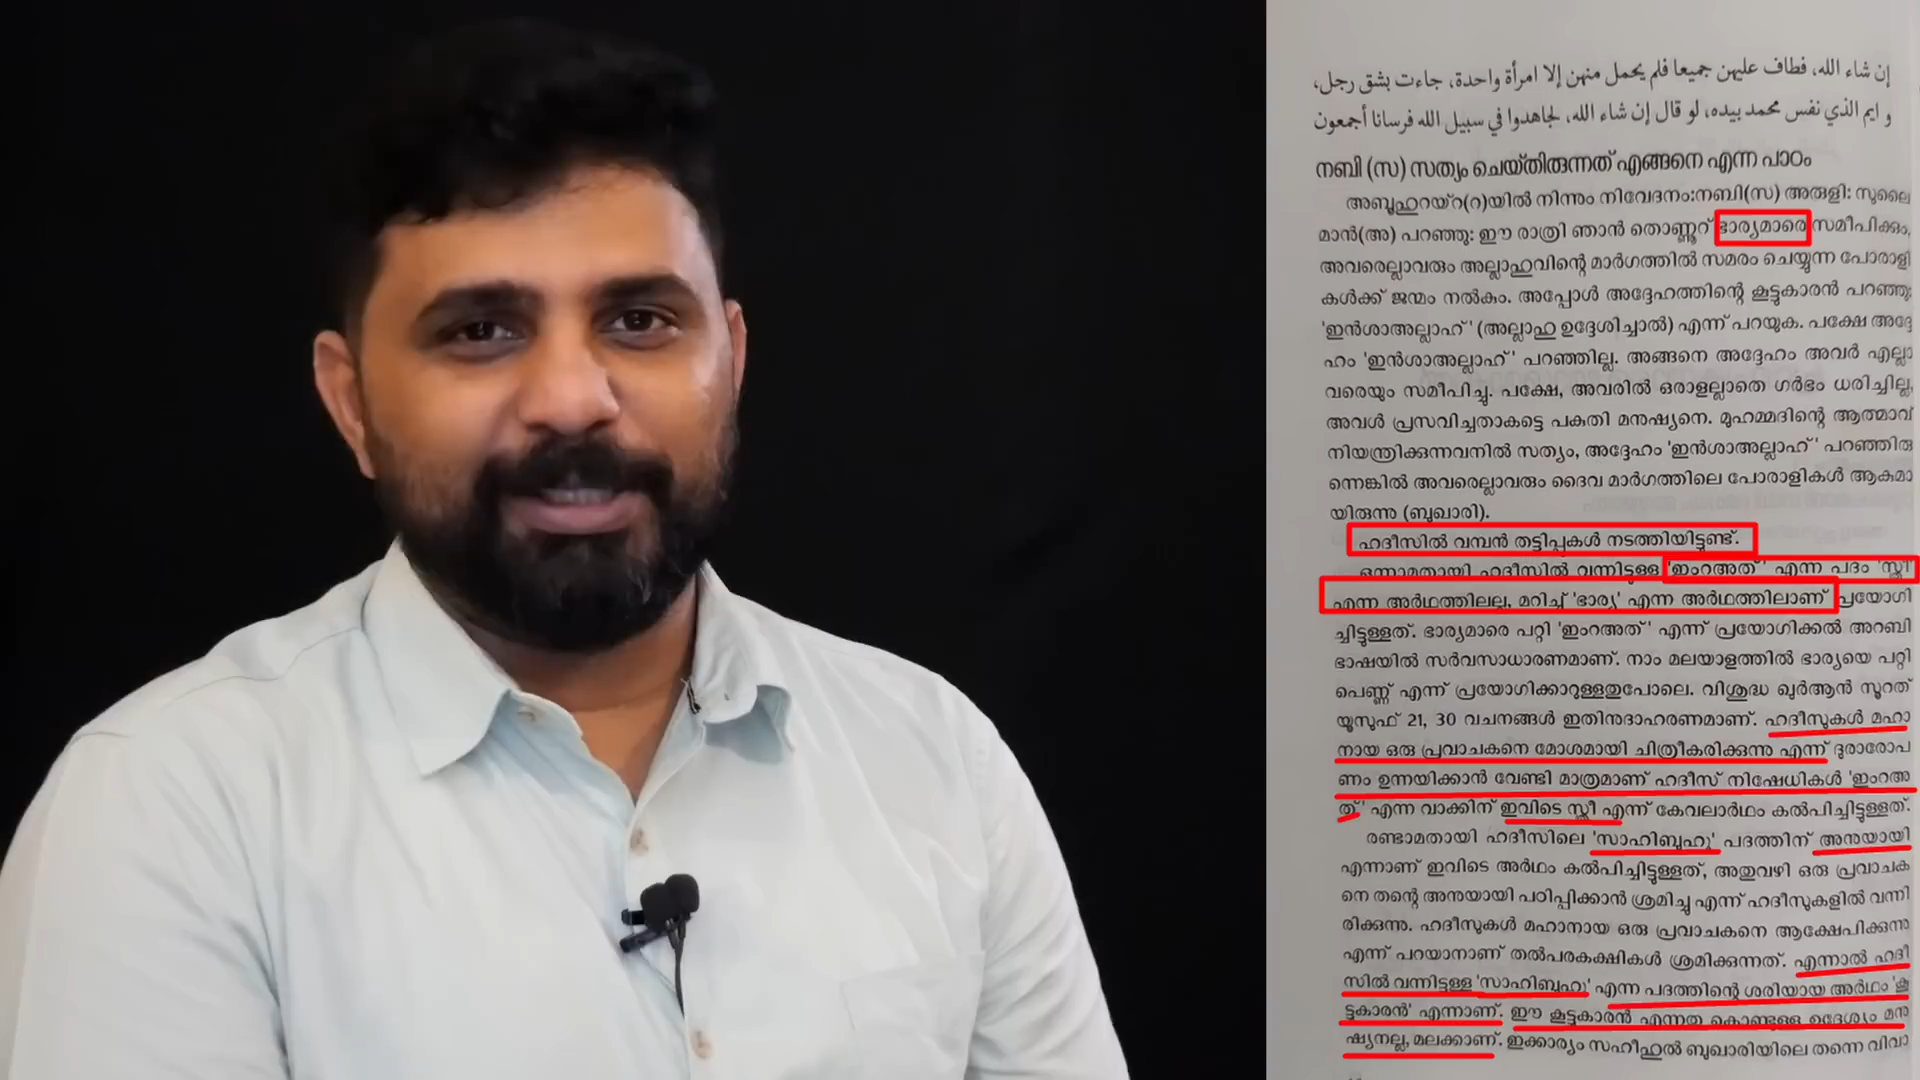 إن شاء الله، فطاف عليهن جميعا فلم يحمل منهن إلا امرأة واحدة، جاءت بشق رجل،
و ايم الذي نفس محمد بيده، لو قال إن شاء الله، لجاهدوا في سبيل الله فرسانا أجمعون
നബി (സ) സത്യം ചെയ്തിരുന്നത് എങ്ങനെ എന്ന പാഠം
അബൂഹുറയ്റ(റ)യിൽ നിന്നും നിവേദനം:നബി(സ) അരുളി: സുലൈ
മാൻ(അ) പറഞ്ഞു: ഈ രാത്രി ഞാൻ തൊണ്ണൂറ് ഭാര്യമാരെ സമീപിക്കും,
അവരെല്ലാവരും അല്ലാഹുവിന്റെ മാർഗത്തിൽ സമരം ചെയ്യുന്ന പോരാളി
കൾക്ക് ജന്മം നൽകും. അപ്പോൾ അദ്ദേഹത്തിന്റെ കൂട്ടുകാരൻ പറഞ്ഞു:
'ഇൻശാഅല്ലാഹ്' (അല്ലാഹു ഉദ്ദേശിച്ചാൽ) എന്ന് പറയുക. പക്ഷേ അദ്ദേ
ഹം 'ഇൻശാഅല്ലാഹ്' പറഞ്ഞില്ല. അങ്ങനെ അദ്ദേഹം അവർ എല്ലാ
വരെയും സമീപിച്ചു. പക്ഷേ, അവരിൽ ഒരാളല്ലാതെ ഗർഭം ധരിച്ചില്ല,
അവൾ പ്രസവിച്ചതാകട്ടെ പകുതി മനുഷ്യനെ. മുഹമ്മദിന്റെ ആത്മാവ്
നിയന്ത്രിക്കുന്നവനിൽ സത്യം, അദ്ദേഹം 'ഇൻശാഅല്ലാഹ്' പറഞ്ഞിരു
ന്നെങ്കിൽ അവരെല്ലാവരും ദൈവ മാർഗത്തിലെ പോരാളികൾ ആകുമാ
യിരുന്നു (ബുഖാരി).
ഹദീസിൽ വമ്പൻ തട്ടിപ്പുകൾ നടത്തിയിട്ടുണ്ട്.
ഒന്നാമതായി ഹദീസിൽ വന്നിട്ടുള്ള 'ഇംറഅത്' എന്ന പദം 'സ്ത്രീ'
എന്ന അർഥത്തിലല്ല, മറിച്ച് 'ഭാര്യ' എന്ന അർഥത്തിലാണ് പ്രയോഗി
ച്ചിട്ടുള്ളത്. ഭാര്യമാരെ പറ്റി 'ഇംറഅത്' എന്ന് പ്രയോഗിക്കൽ അറബി
ഭാഷയിൽ സർവസാധാരണമാണ്. നാം മലയാളത്തിൽ ഭാര്യയെ പറ്റി
പെണ്ണ് എന്ന് പ്രയോഗിക്കാറുള്ളതുപോലെ. വിശുദ്ധ ഖുർആൻ സൂറത്
യൂസുഫ് 21, 30 വചനങ്ങൾ ഇതിനുദാഹരണമാണ്. ഹദീസുകൾ മഹാ
നായ ഒരു പ്രവാചകനെ മോശമായി ചിത്രീകരിക്കുന്നു എന്ന് ദുരാരോപ
ണം ഉന്നയിക്കാൻ വേണ്ടി മാത്രമാണ് ഹദീസ് നിഷേധികൾ 'ഇംറഅ
ത്' എന്ന വാക്കിന് ഇവിടെ സ്ത്രീ എന്ന് കേവലാർഥം കൽപിച്ചിട്ടുള്ളത്.
രണ്ടാമതായി ഹദീസിലെ 'സാഹിബുഹു' പദത്തിന് അനുയായി
എന്നാണ് ഇവിടെ അർഥം കൽപിച്ചിട്ടുള്ളത്, അതുവഴി ഒരു പ്രവാചക
നെ തന്റെ അനുയായി പഠിപ്പിക്കാൻ ശ്രമിച്ചു എന്ന് ഹദീസുകളിൽ വന്നി
രിക്കുന്നു. ഹദീസുകൾ മഹാനായ ഒരു പ്രവാചകനെ ആക്ഷേപിക്കുന്നു
എന്ന് പറയാനാണ് തൽപരകക്ഷികൾ ശ്രമിക്കുന്നത്. എന്നാൽ ഹദീ
സിൽ വന്നിട്ടുള്ള 'സാഹിബുഹു' എന്ന പദത്തിന്റെ ശരിയായ അർഥം 'കൂ
ട്ടുകാരൻ' എന്നാണ്. ഈ കൂട്ടുകാരൻ എന്നതു കൊണ്ടുള്ള ഉദ്ദേശ്യം മനു
ഷ്യനല്ല, മലക്കാണ്. ഇക്കാര്യം സഹീഹുൽ ബുഖാരിയിലെ തന്നെ വിവാ